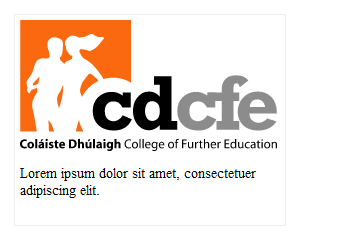 cdcfe
Coláiste Dhúlaigh College of Further Education
Lorem ipsum dolor sit amet, consectetuer
adipiscing elit.